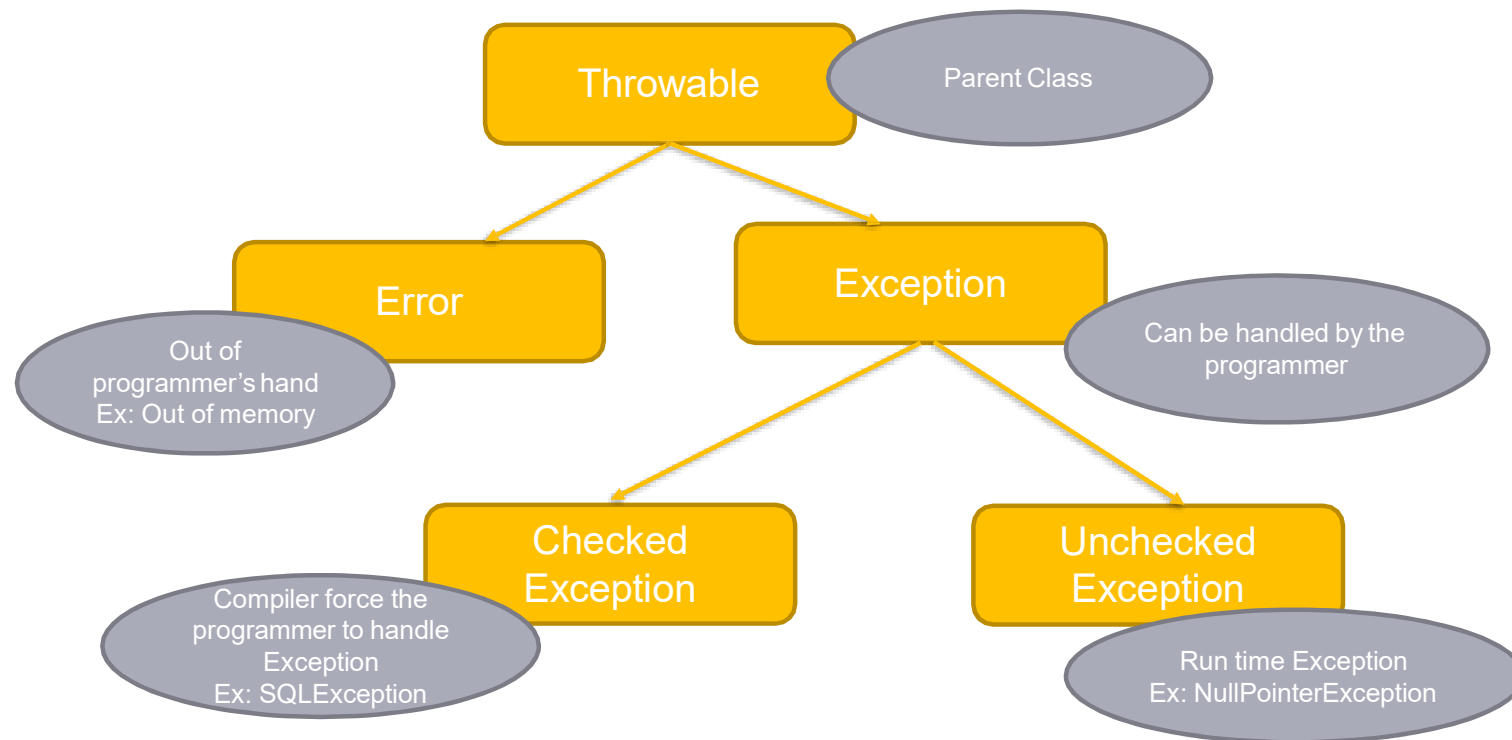 Throwable
Parent Class
Error
Exception
Out of
programmer's hand
Ex: Out of memory
Can be handled by the
programmer
Checked
Exception
Unchecked
Exception
Compiler force the
programmer to handle
Exception
Ex: SQLException
Run time Exception
Ex: NullPointerException